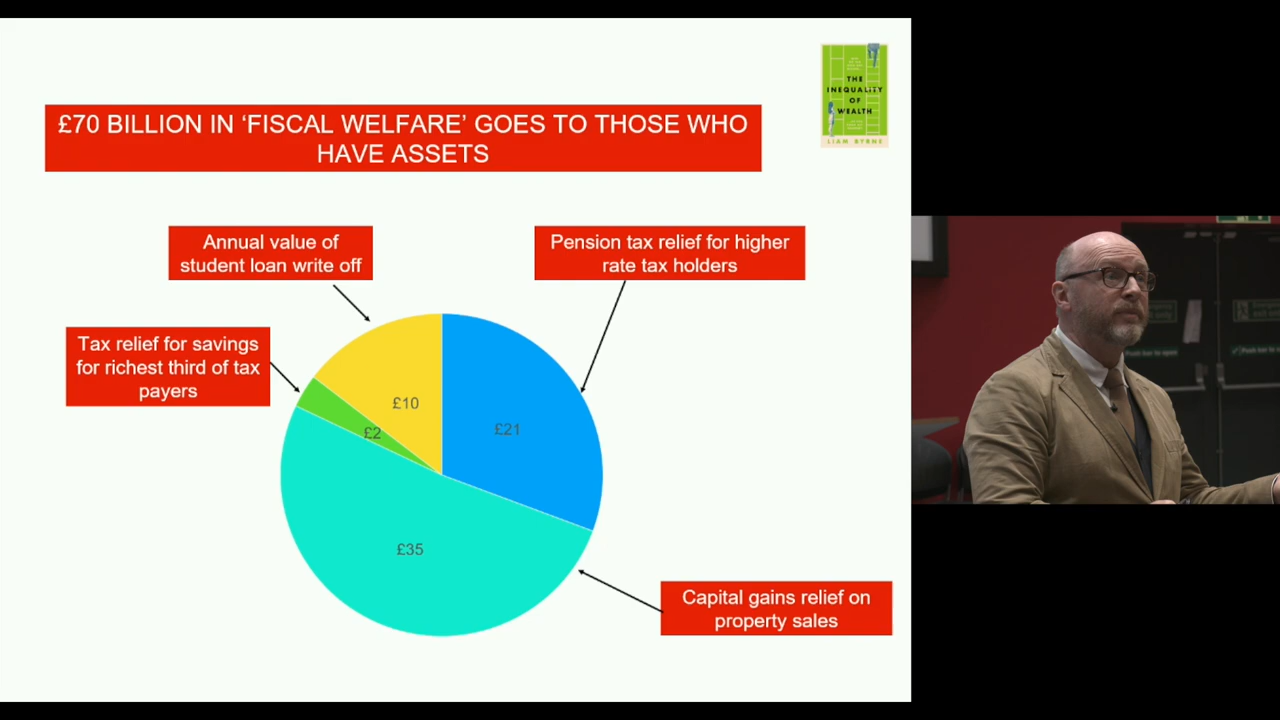 £70 BILLION IN ‘FISCAL WELFARE’ GOES TO THOSE WHO
HAVE ASSETS
THE
INEQUALITY
OF
WEALTH
LIAM BYRNE
Annual value of
student loan write off
Pension tax relief for higher
rate tax holders
Tax relief for savings
for richest third of tax
payers
£10
£21
£2
£35
Capital gains relief on
property sales